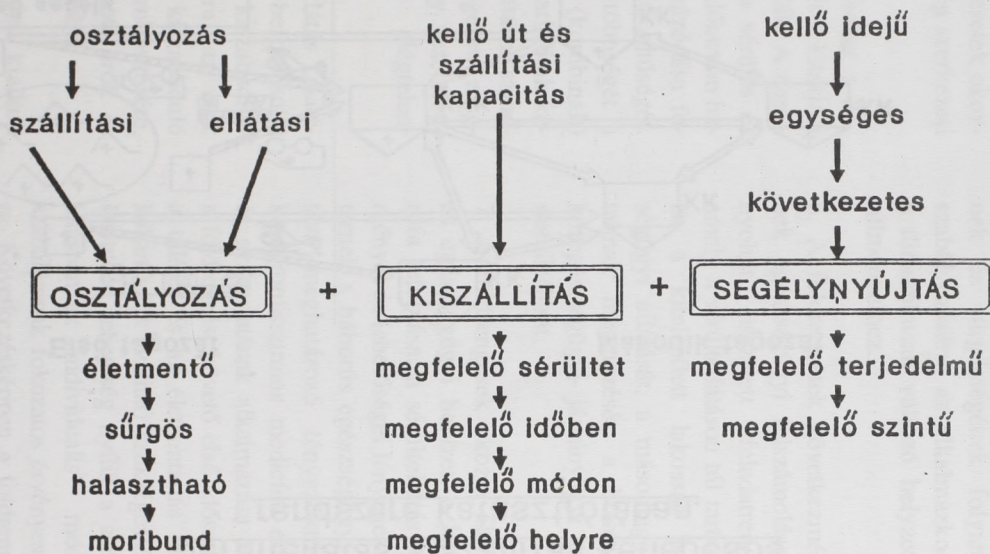 osztályozás
szállítási
ellátási
OSZTÁLYOZÁS
életmentő
sűrgös
halasztható
moribund
+
kellő út és
szállítási
kapacitás
KISZÁLLÍTÁS
megfelelő sérültet
megfelelő időben
megfelelő módon
megfelelő helyre
+
kellő idejű
egységes
következetes
SEGÉLYNYÚJTÁS
megfelelő terjedelmű
megfelelő szintű